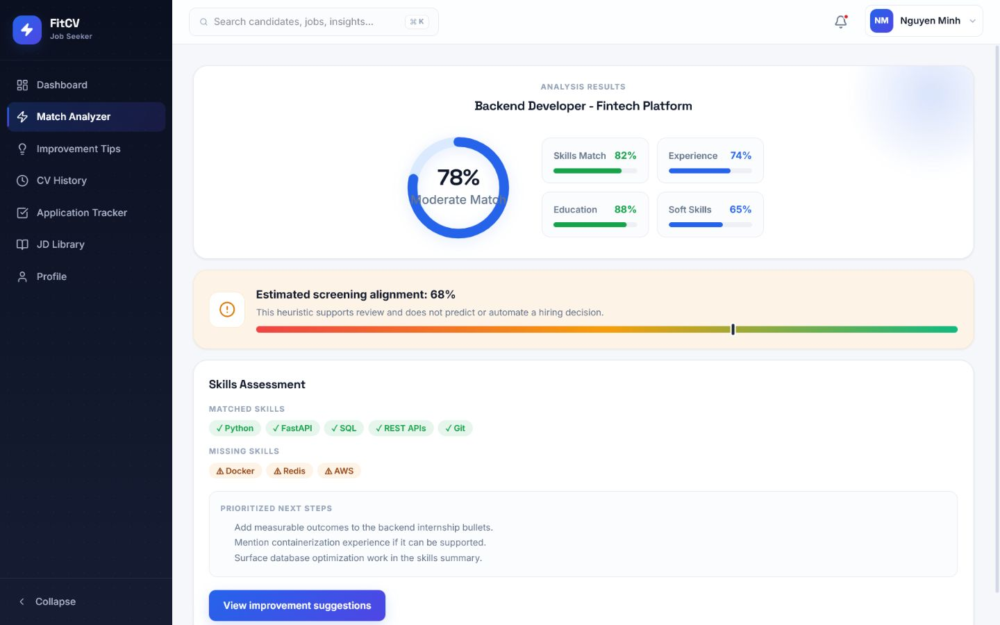 FitCV
Job Seeker
Dashboard
Match Analyzer
Improvement Tips
CV History
Application Tracker
JD Library
Profile
Collapse
Search candidates, jobs, insights...
⌘ K
NM
Nguyen Minh
ANALYSIS RESULTS
Backend Developer - Fintech Platform
78%
Moderate Match
Skills Match 82%
Experience 74%
Education 88%
Soft Skills 65%
Estimated screening alignment: 68%
This heuristic supports review and does not predict or automate a hiring decision.
Skills Assessment
MATCHED SKILLS
✓ Python ✓ FastAPI ✓ SQL ✓ REST APIs ✓ Git
MISSING SKILLS
⚠ Docker ⚠ Redis ⚠ AWS
PRIORITIZED NEXT STEPS
Add measurable outcomes to the backend internship bullets.
Mention containerization experience if it can be supported.
Surface database optimization work in the skills summary.
View improvement suggestions